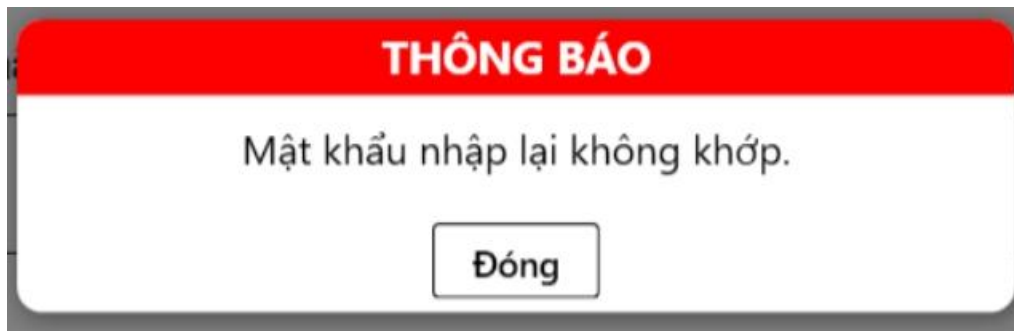 THÔNG BÁO
Mật khẩu nhập lại không khớp.
Đóng